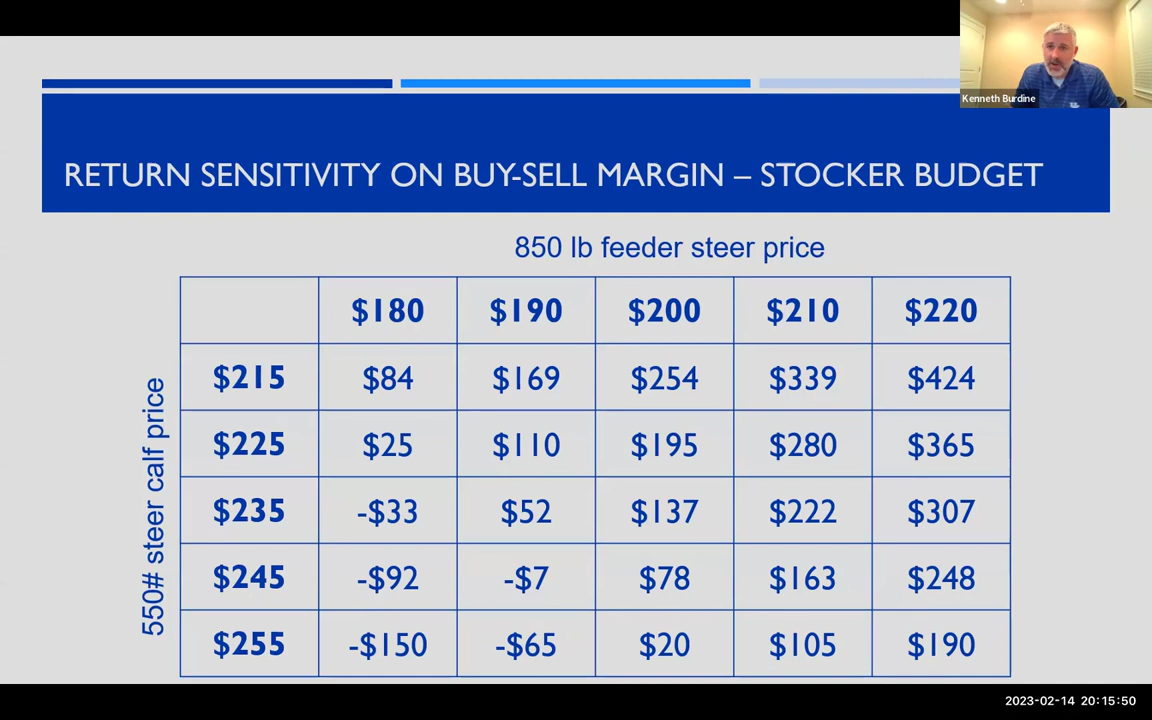 Kenneth Burdine
RETURN SENSITIVITY ON BUY-SELL MARGIN – STOCKER BUDGET
850 lb feeder steer price
$180 $190 $200 $210 $220
550# steer calf price
$215 $84 $169 $254 $339 $424
$225 $25 $110 $195 $280 $365
$235 -$33 $52 $137 $222 $307
$245 -$92 -$7 $78 $163 $248
$255 -$150 -$65 $20 $105 $190
2023-02-14 20:15:50